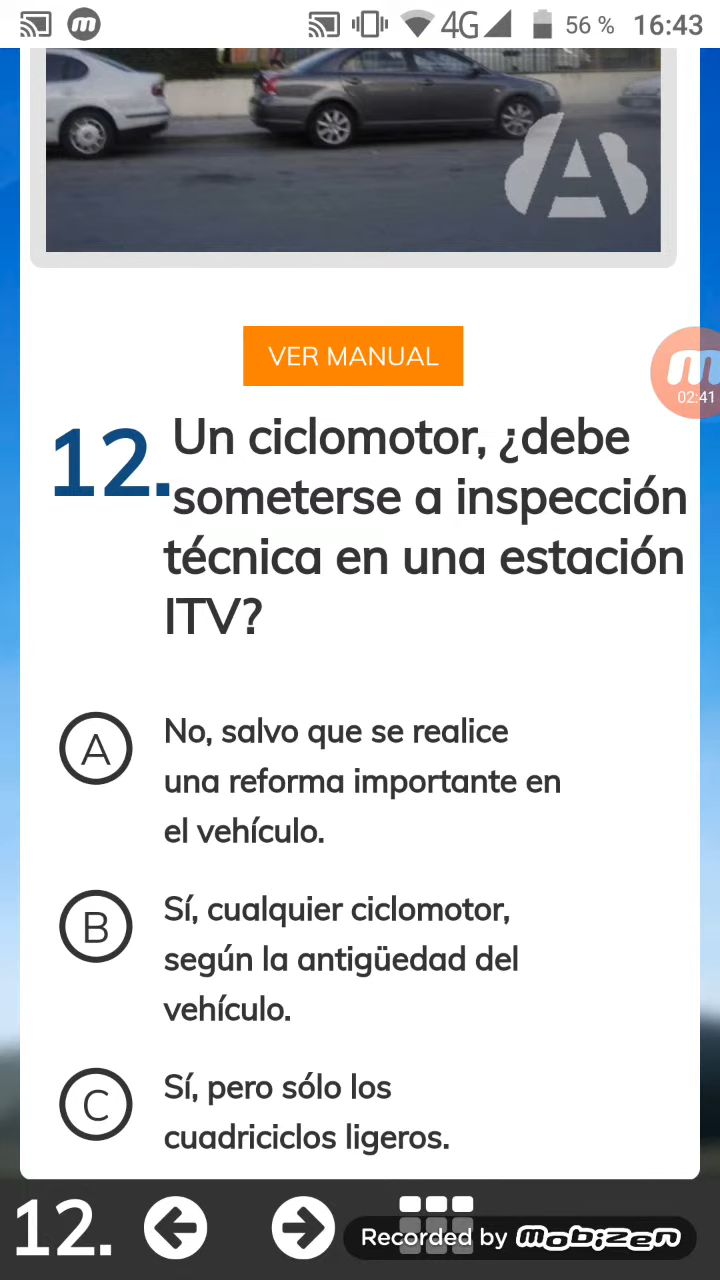 m 4G 56 % 16:43
A
VER MANUAL
m
02:41
12. Un ciclomotor, ¿debe
someterse a inspección
técnica en una estación
ITV?
A No, salvo que se realice
una reforma importante en
el vehículo.
B Sí, cualquier ciclomotor,
según la antigüedad del
vehículo.
C Sí, pero sólo los
cuadriciclos ligeros.
12. Recorded by Mobizen